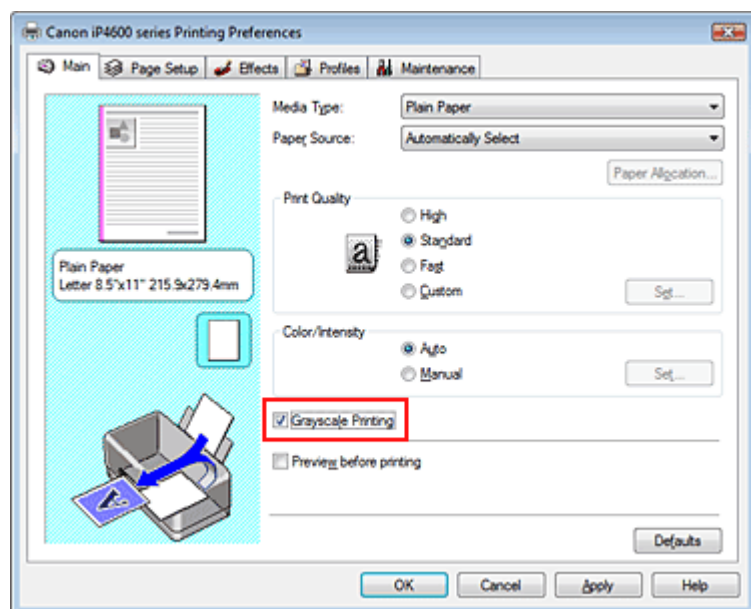 Canon iP4600 series Printing Preferences
Main Page Setup Effects Profiles Maintenance
Media Type: Plain Paper
Paper Source: Automatically Select
Paper Allocation...
Print Quality
High
a Standard
Fast
Custom Set...
Plain Paper
Letter 8.5"x11" 215.9x279.4mm
Color/Intensity
Auto
Manual Set...
Grayscale Printing
Preview before printing
Defaults
OK Cancel Apply Help